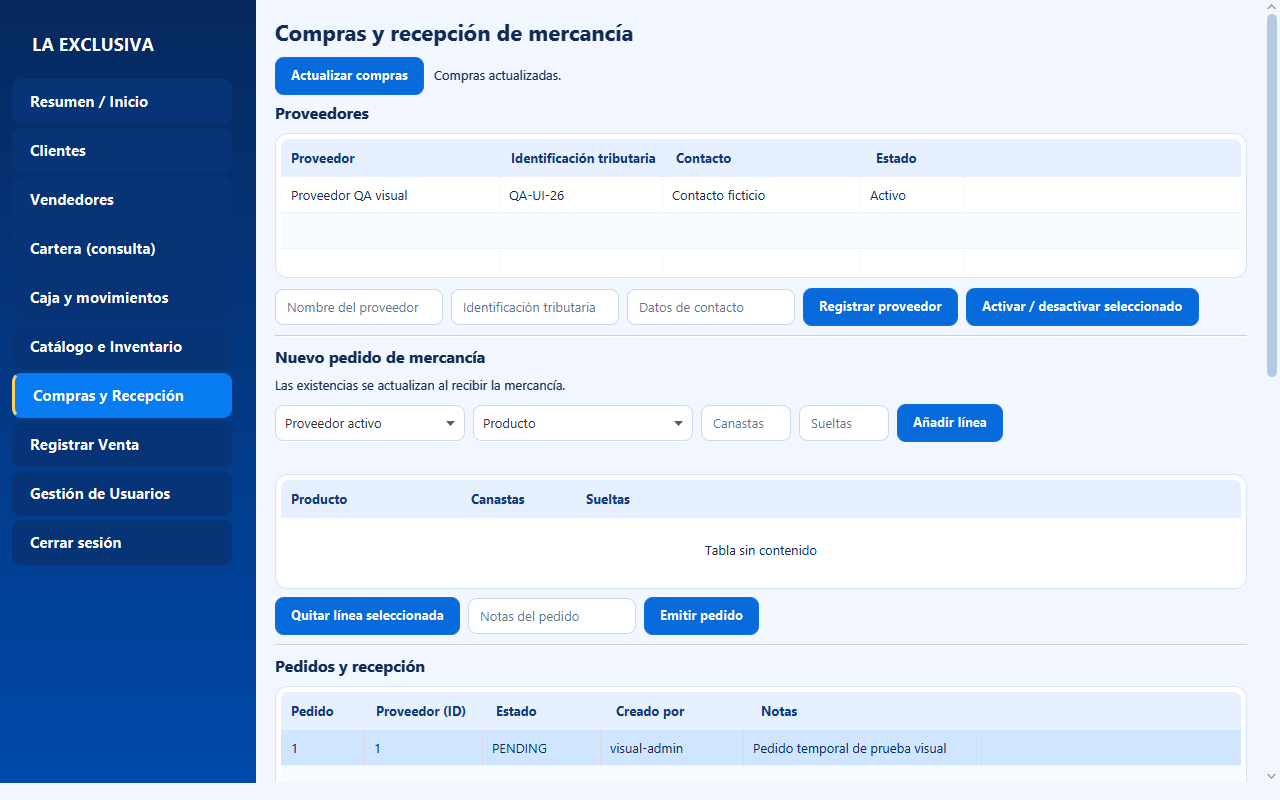 LA EXCLUSIVA
Resumen / Inicio
Clientes
Vendedores
Cartera (consulta)
Caja y movimientos
Catálogo e Inventario
Compras y Recepción
Registrar Venta
Gestión de Usuarios
Cerrar sesión
Compras y recepción de mercancía
Actualizar compras Compras actualizadas.
Proveedores
Proveedor Identificación tributaria Contacto Estado
Proveedor QA visual QA-UI-26 Contacto ficticio Activo
Nombre del proveedor Identificación tributaria Datos de contacto Registrar proveedor Activar / desactivar seleccionado
Nuevo pedido de mercancía
Las existencias se actualizan al recibir la mercancía.
Proveedor activo Producto Canastas Sueltas Añadir línea
Producto Canastas Sueltas
Tabla sin contenido
Quitar línea seleccionada Notas del pedido Emitir pedido
Pedidos y recepción
Pedido Proveedor (ID) Estado Creado por Notas
1 1 PENDING visual-admin Pedido temporal de prueba visual